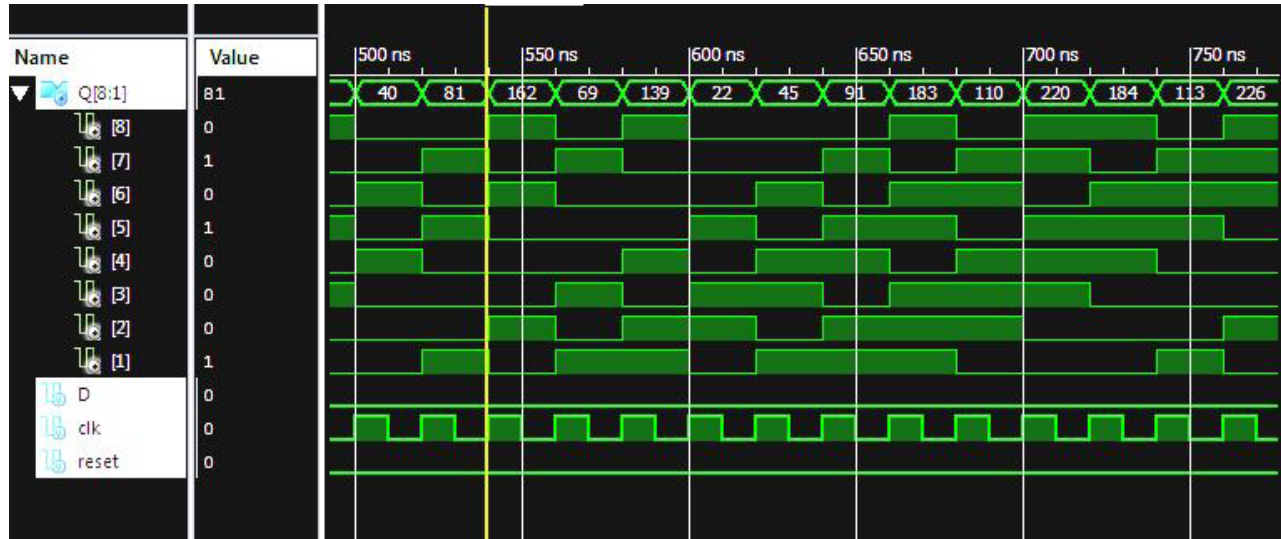 Name Value 500 ns 550 ns 600 ns 650 ns 700 ns 750 ns
Q[8:1] 81 40 81 162 69 139 22 45 91 183 110 220 184 113 226
[8] 0
[7] 1
[6] 0
[5] 1
[4] 0
[3] 0
[2] 0
[1] 1
D 0
clk 0
reset 0